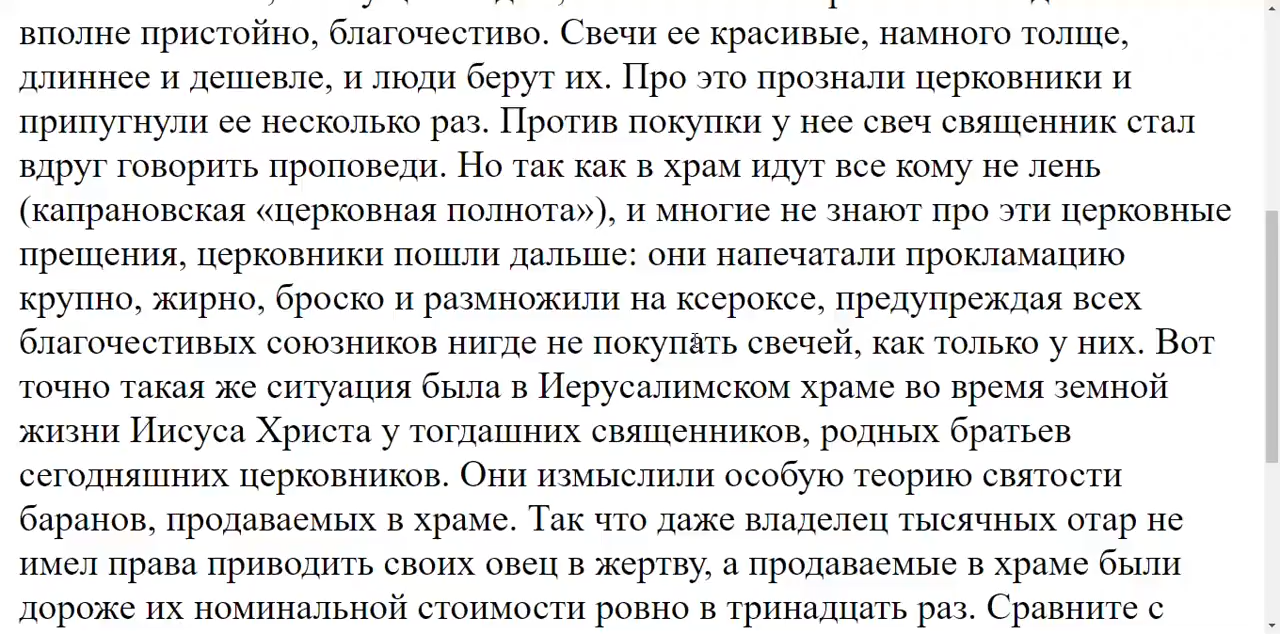 вполне пристойно, благочестиво. Свечи ее красивые, намного толще,
длиннее и дешевле, и люди берут их. Про это прознали церковники и
припугнули ее несколько раз. Против покупки у нее свеч священник стал
вдруг говорить проповеди. Но так как в храм идут все кому не лень
(капрановская «церковная полнота»), и многие не знают про эти церковные
прещения, церковники пошли дальше: они напечатали прокламацию
крупно, жирно, броско и размножили на ксероксе, предупреждая всех
благочестивых союзников нигде не покупать свечей, как только у них. Вот
точно такая же ситуация была в Иерусалимском храме во время земной
жизни Иисуса Христа у тогдашних священников, родных братьев
сегодняшних церковников. Они измыслили особую теорию святости
баранов, продаваемых в храме. Так что даже владелец тысячных отар не
имел права приводить своих овец в жертву, а продаваемые в храме были
дороже их номинальной стоимости ровно в тринадцать раз. Сравните с